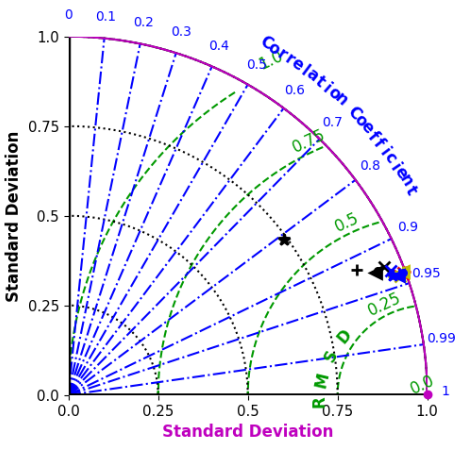 0 0.1 0.2 0.3 0.4 0.5 0.6 0.7 0.8 0.9 0.95 0.99 1
Correlation Coefficient
1.0 0.75 0.5 0.25 0.0
RMSD
Standard Deviation
1.0
0.75
0.5
0.25
0.0
0.0 0.25 0.5 0.75 1.0
Standard Deviation